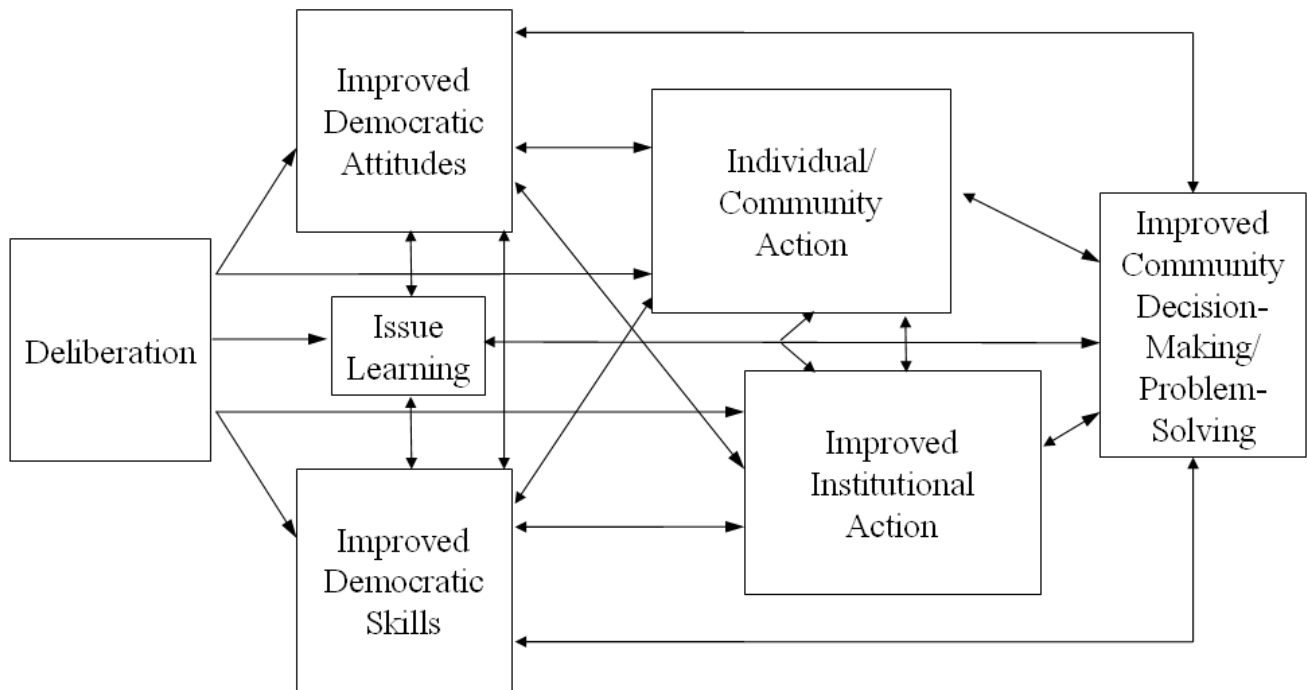 Deliberation
Improved
Democratic
Attitudes
Issue
Learning
Improved
Democratic
Skills
Individual/
Community
Action
Improved
Institutional
Action
Improved
Community
Decision-
Making/
Problem-
Solving